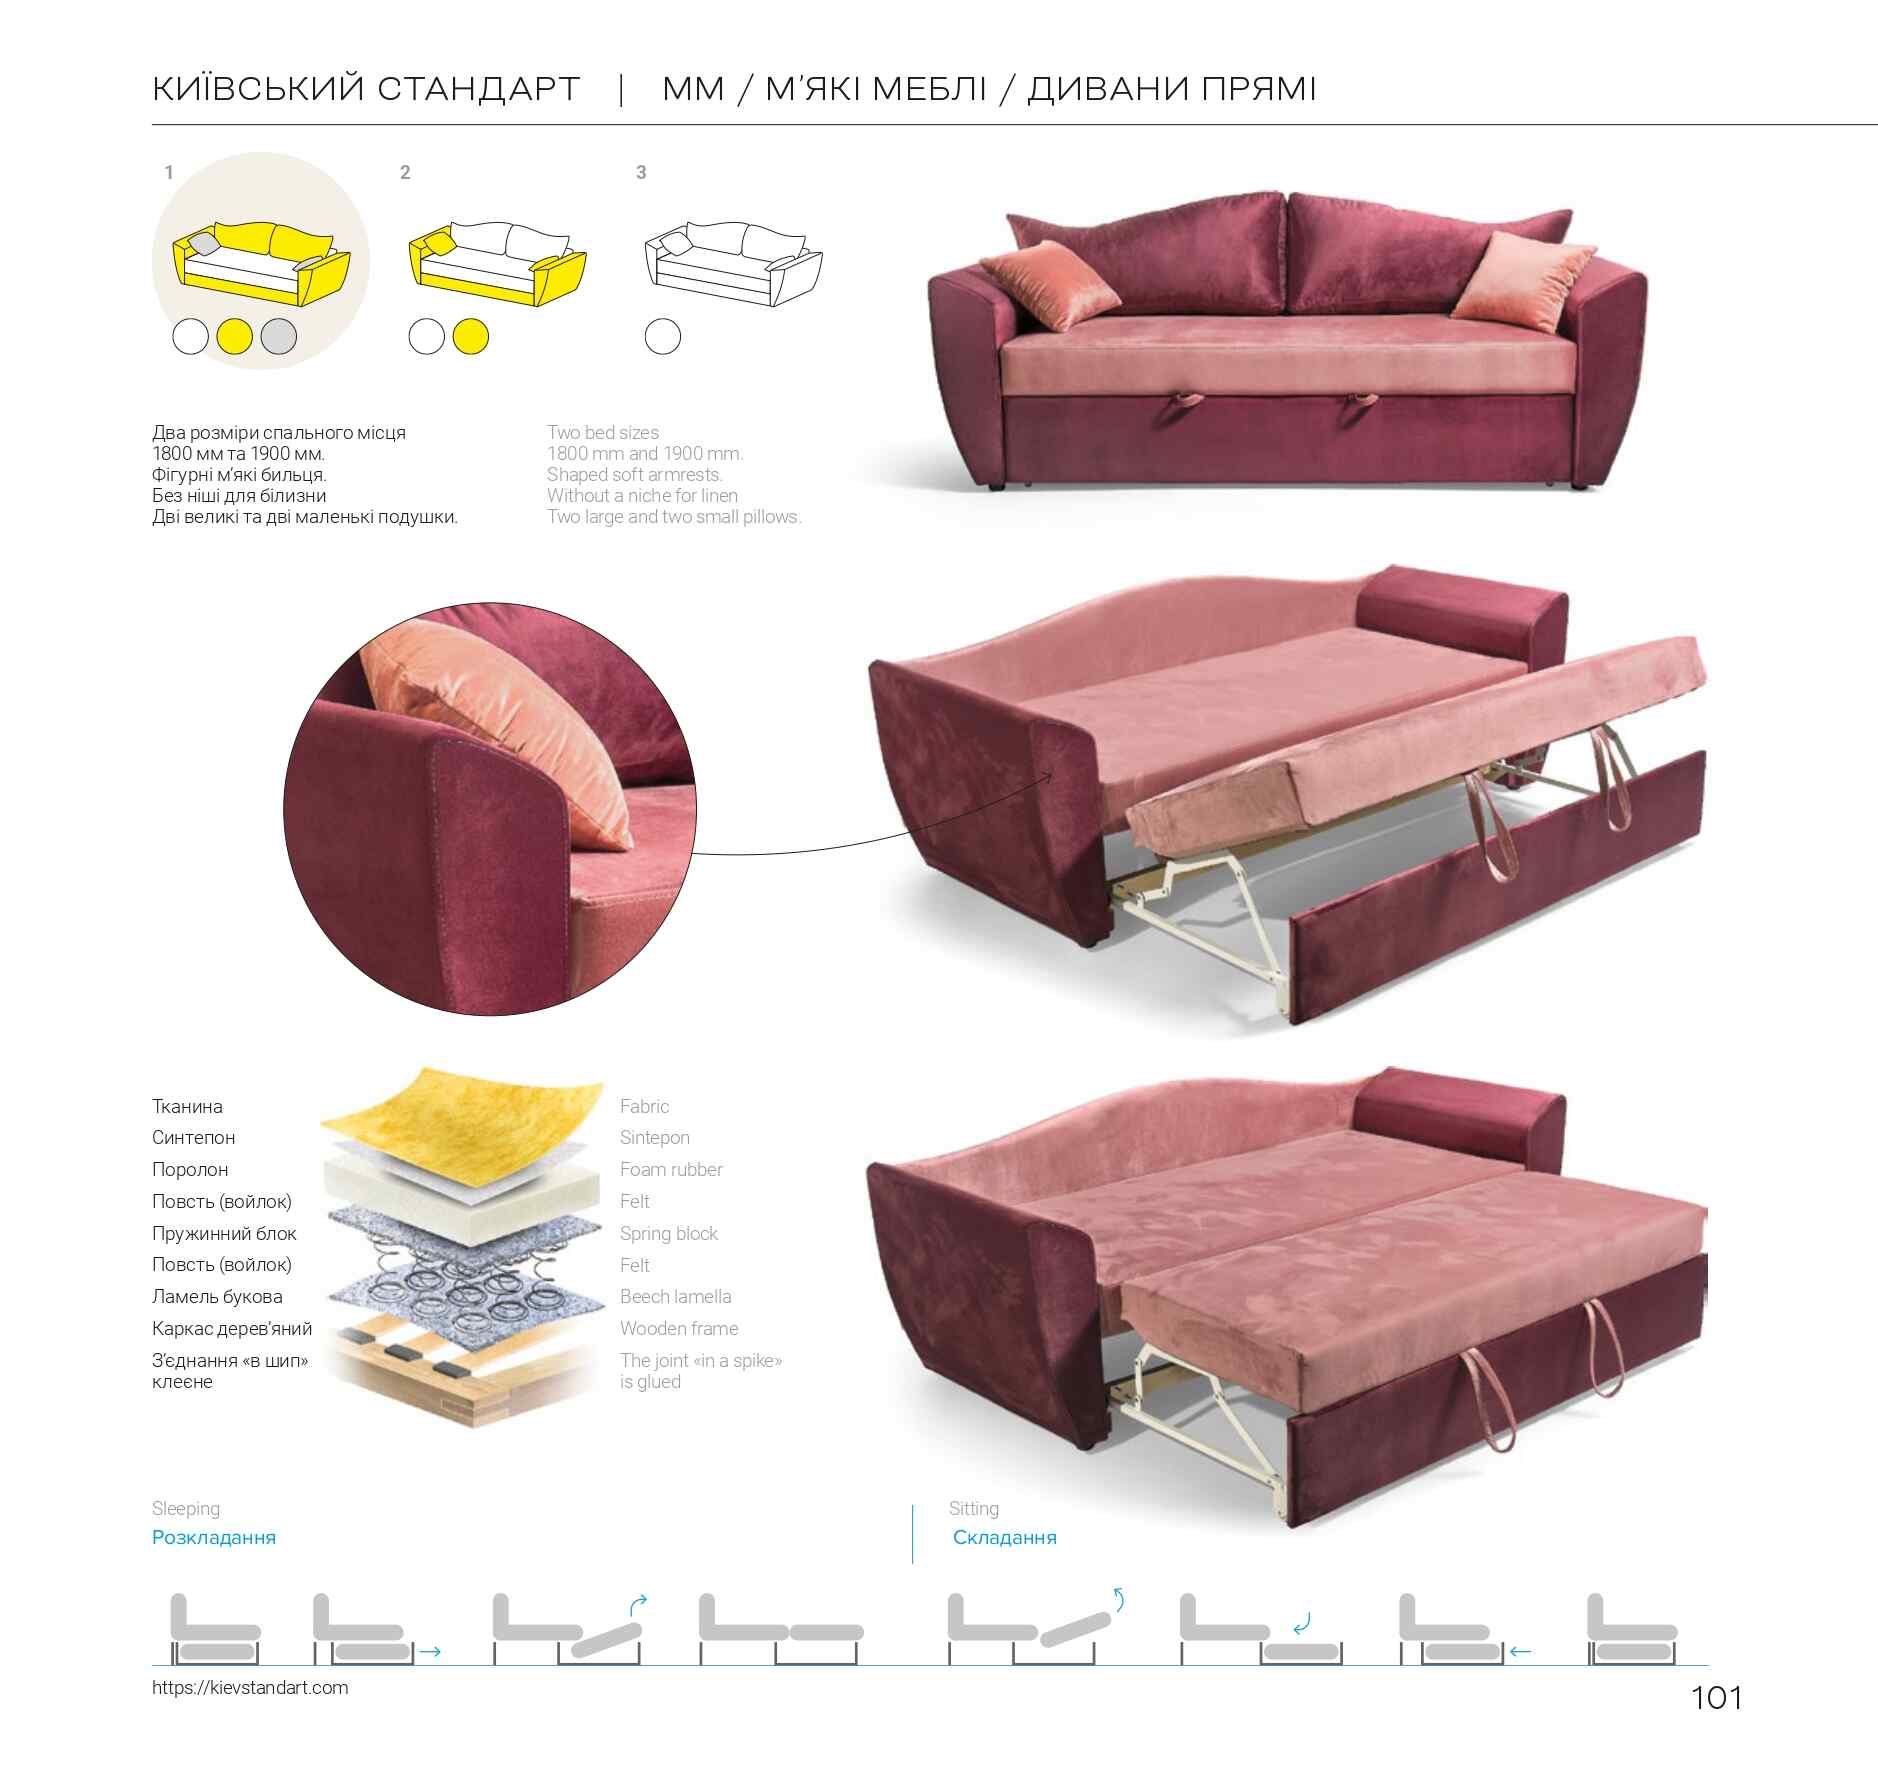 КИЇВСЬКИЙ СТАНДАРТ | ММ / М’ЯКІ МЕБЛІ / ДИВАНИ ПРЯМІ
1
2
3
Два розміри спального місця
1800 мм та 1900 мм.
Фігурні м’які бильця.
Без ніші для білизни
Дві великі та дві маленькі подушки.
Two bed sizes
1800 mm and 1900 mm.
Shaped soft armrests.
Without a niche for linen
Two large and two small pillows.
Тканина
Синтепон
Поролон
Повсть (войлок)
Пружинний блок
Повсть (войлок)
Ламель букова
Каркас дерев’яний
З’єднання «в шип»
клеєне
Fabric
Sintepon
Foam rubber
Felt
Spring block
Felt
Beech lamella
Wooden frame
The joint «in a spike»
is glued
Sleeping
Розкладання
Sitting
Складання
https://kievstandart.com
101